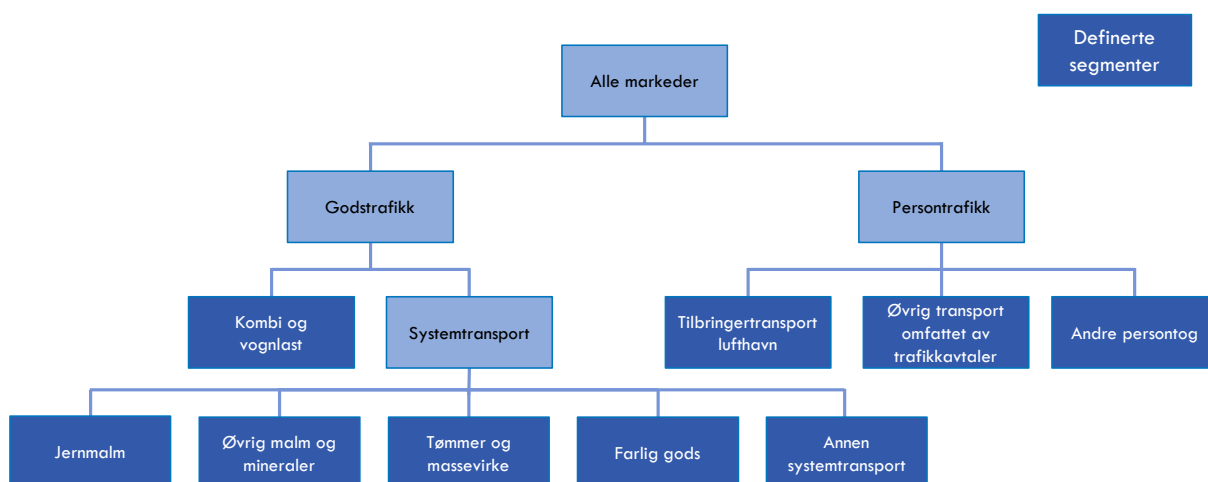 Definerte
segmenter
Alle markeder
Godstrafikk
Persontrafikk
Kombi og
vognlast
Systemtransport
Tilbringertransport
lufthavn
Øvrig transport
omfattet av
trafikkavtaler
Andre persontog
Jernmalm
Øvrig malm og
mineraler
Tømmer og
massevirke
Farlig gods
Annen
systemtransport